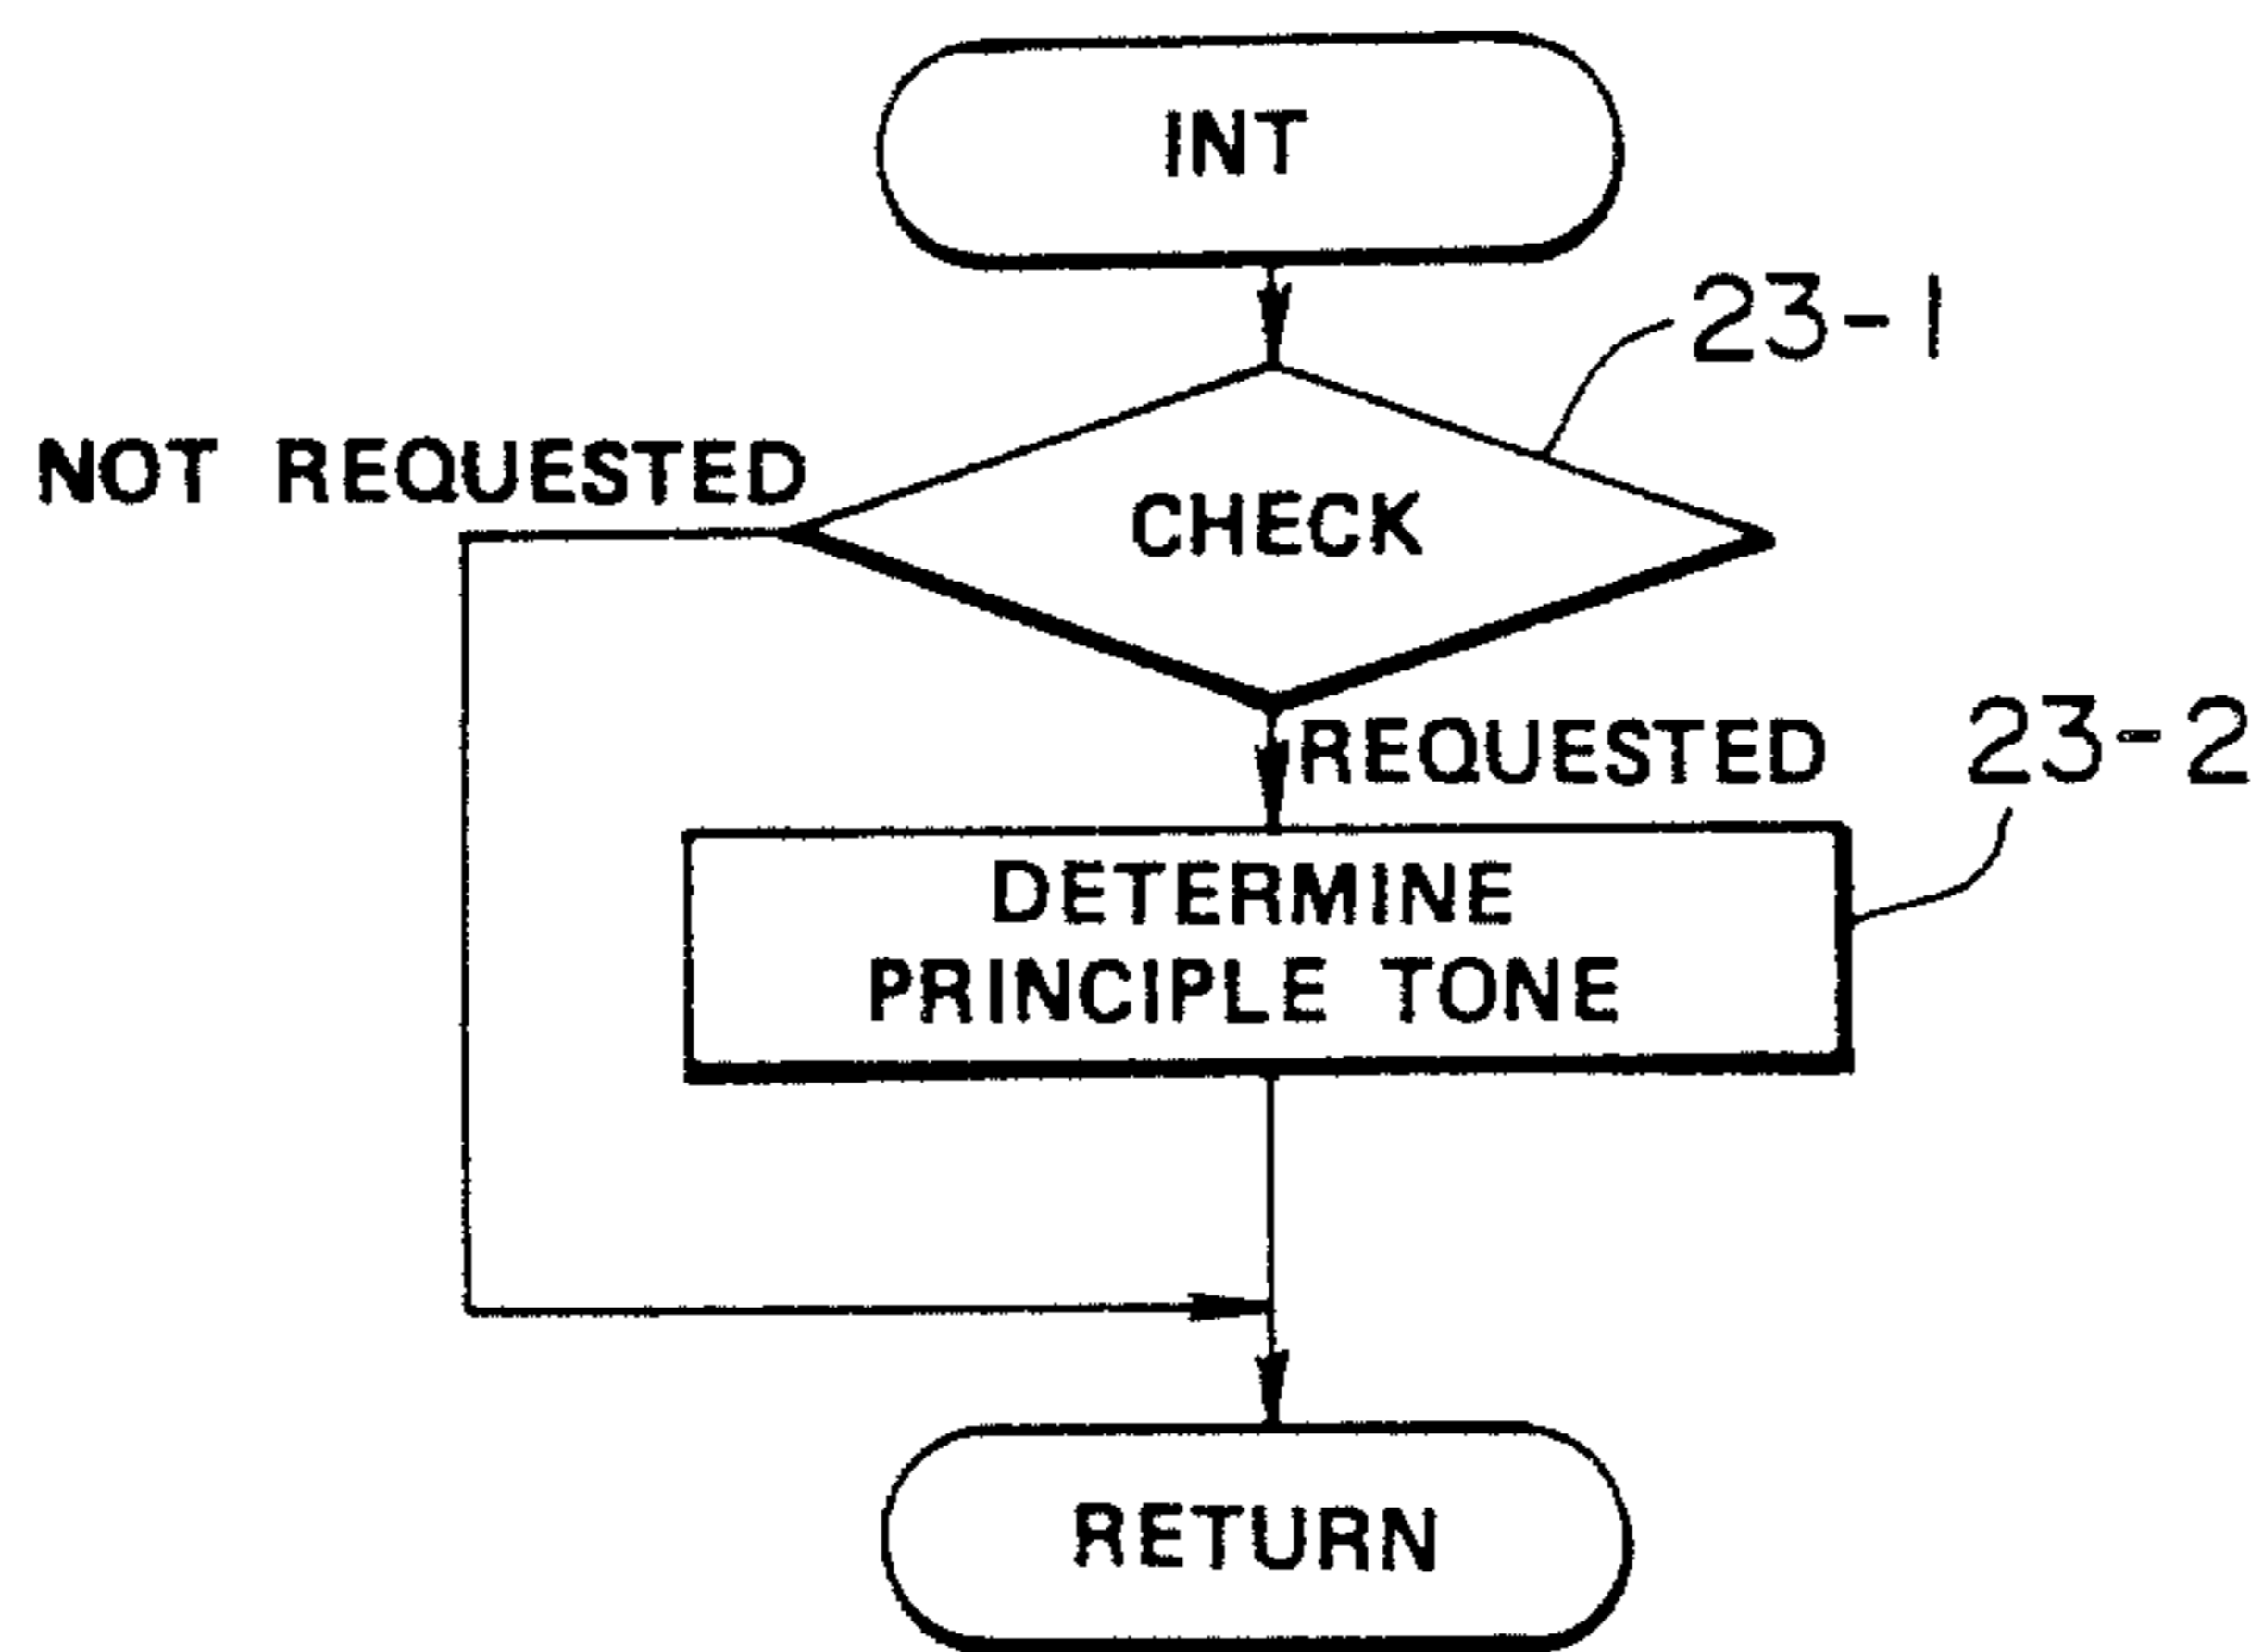 INT
23-1
NOT REQUESTED
CHECK
REQUESTED
23-2
DETERMINE
PRINCIPLE TONE
RETURN